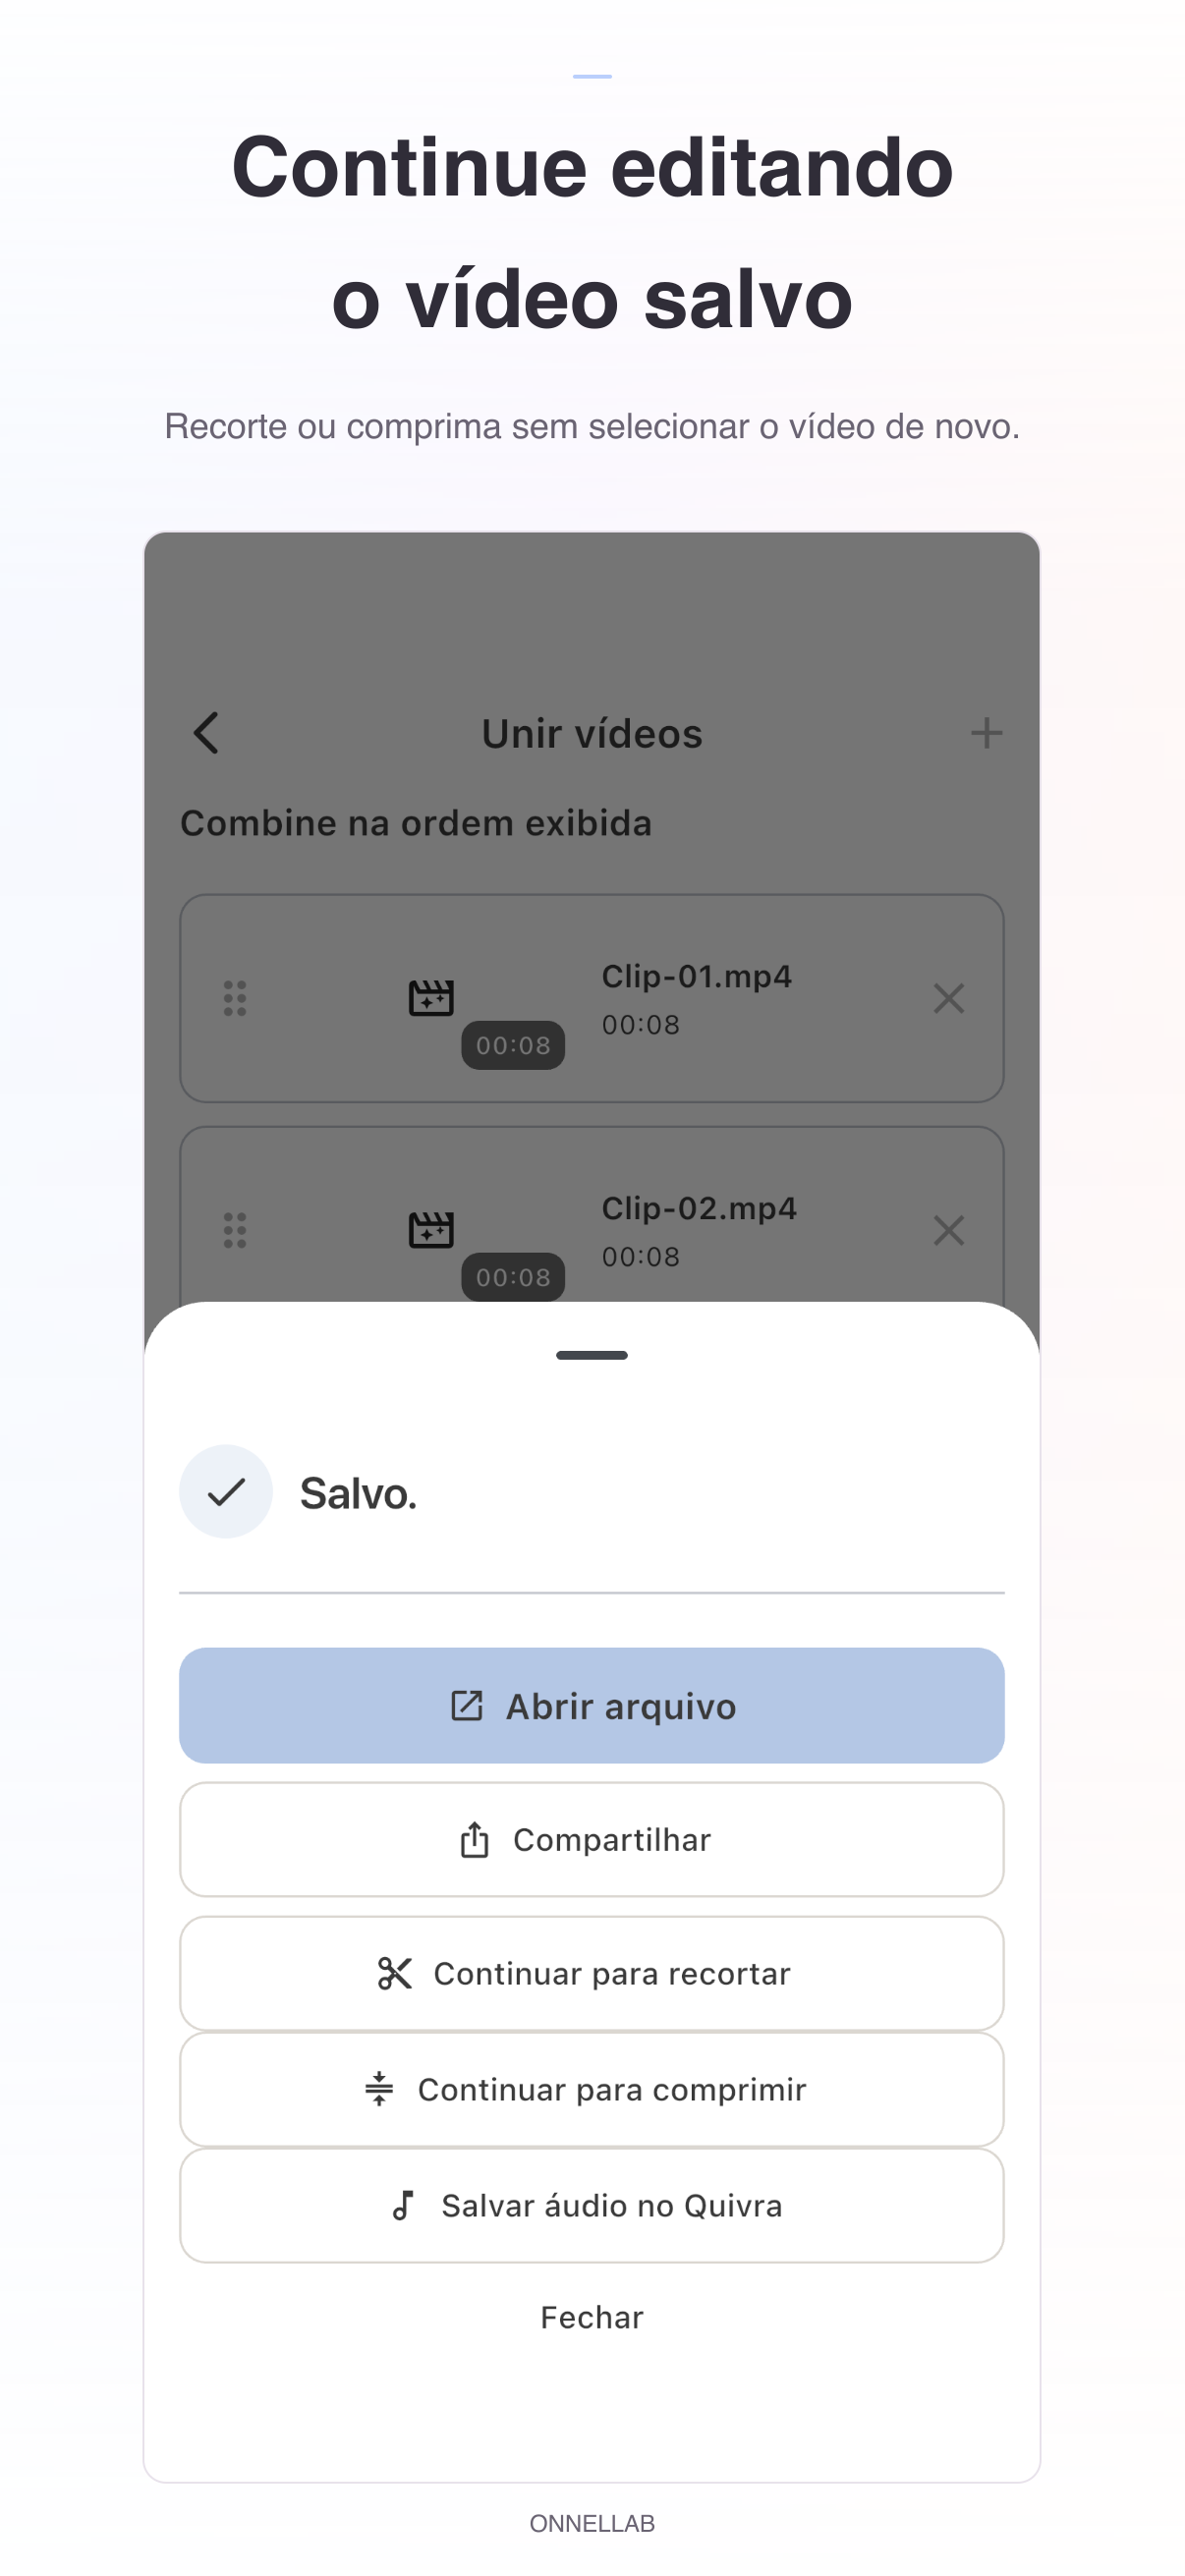 Continue editando
o vídeo salvo
Recorte ou comprima sem selecionar o vídeo de novo.
Unir vídeos
Combine na ordem exibida
Clip-01.mp4
00:08
00:08
Clip-02.mp4
00:08
00:08
Salvo.
Abrir arquivo
Compartilhar
Continuar para recortar
Continuar para comprimir
Salvar áudio no Quivra
Fechar
ONNELLAB